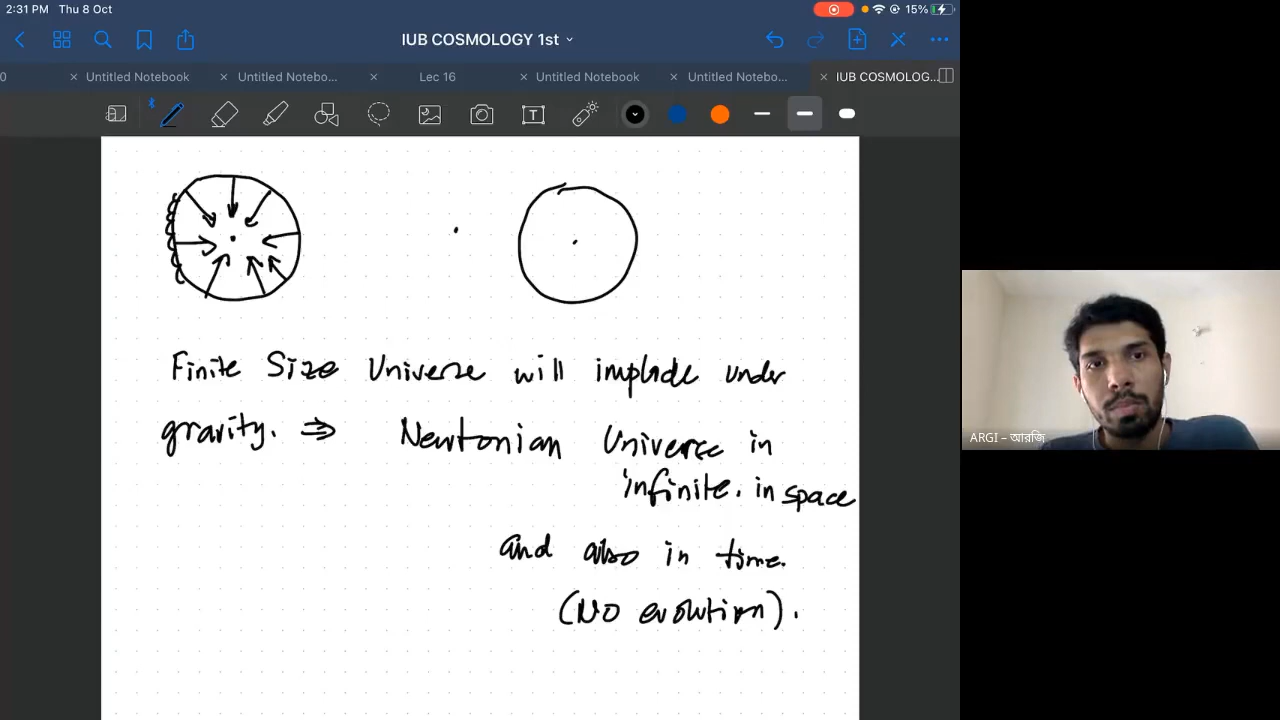 2:31 PM Thu 8 Oct
15%
IUB COSMOLOGY 1st
0
Untitled Notebook
Untitled Notebo...
Lec 16
Untitled Notebook
Untitled Notebo...
IUB COSMOLOG...
T
Finite Size Universe will implode under
gravity. ⇒ Newtonian Universe in
infinite. in space
and also in time.
(No evolution).
ARGI – আরজি